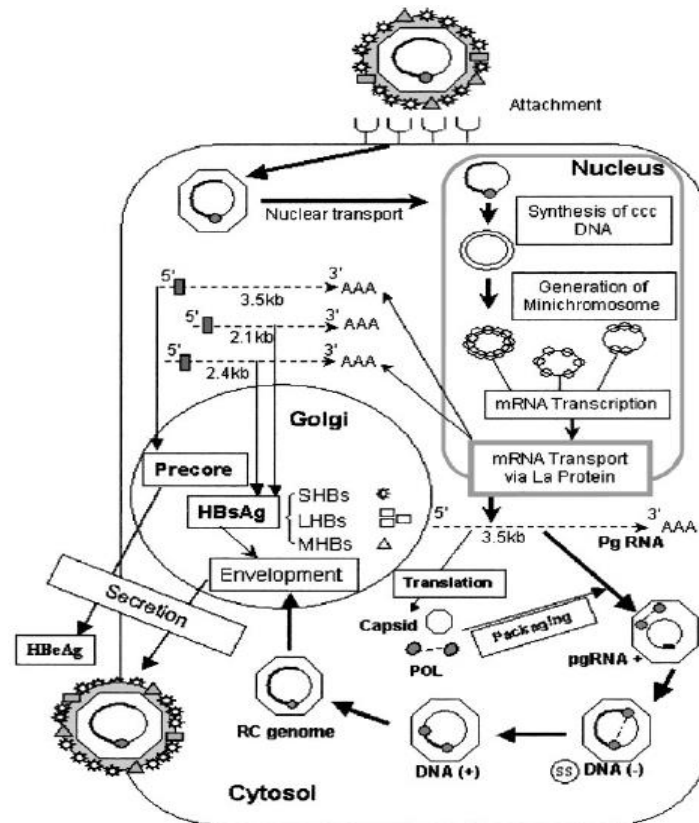 Attachment
Nucleus
Nuclear transport
Synthesis of ccc
DNA
Generation of
Minichromosome
5' 3.5kb 3' AAA
5' 2.1kb 3' AAA
5' 2.4kb 3' AAA
mRNA Transcription
mRNA Transport
via La Protein
Golgi
Precore
HBsAg
SHBs
LHBs
MHBs
Envelopment
5' 3.5kb 3' AAA
Pg RNA
Translation
Capsid
POL
Packaging
pgRNA +
Secretion
HBeAg
RC genome
DNA (+)
SS DNA (-)
Cytosol